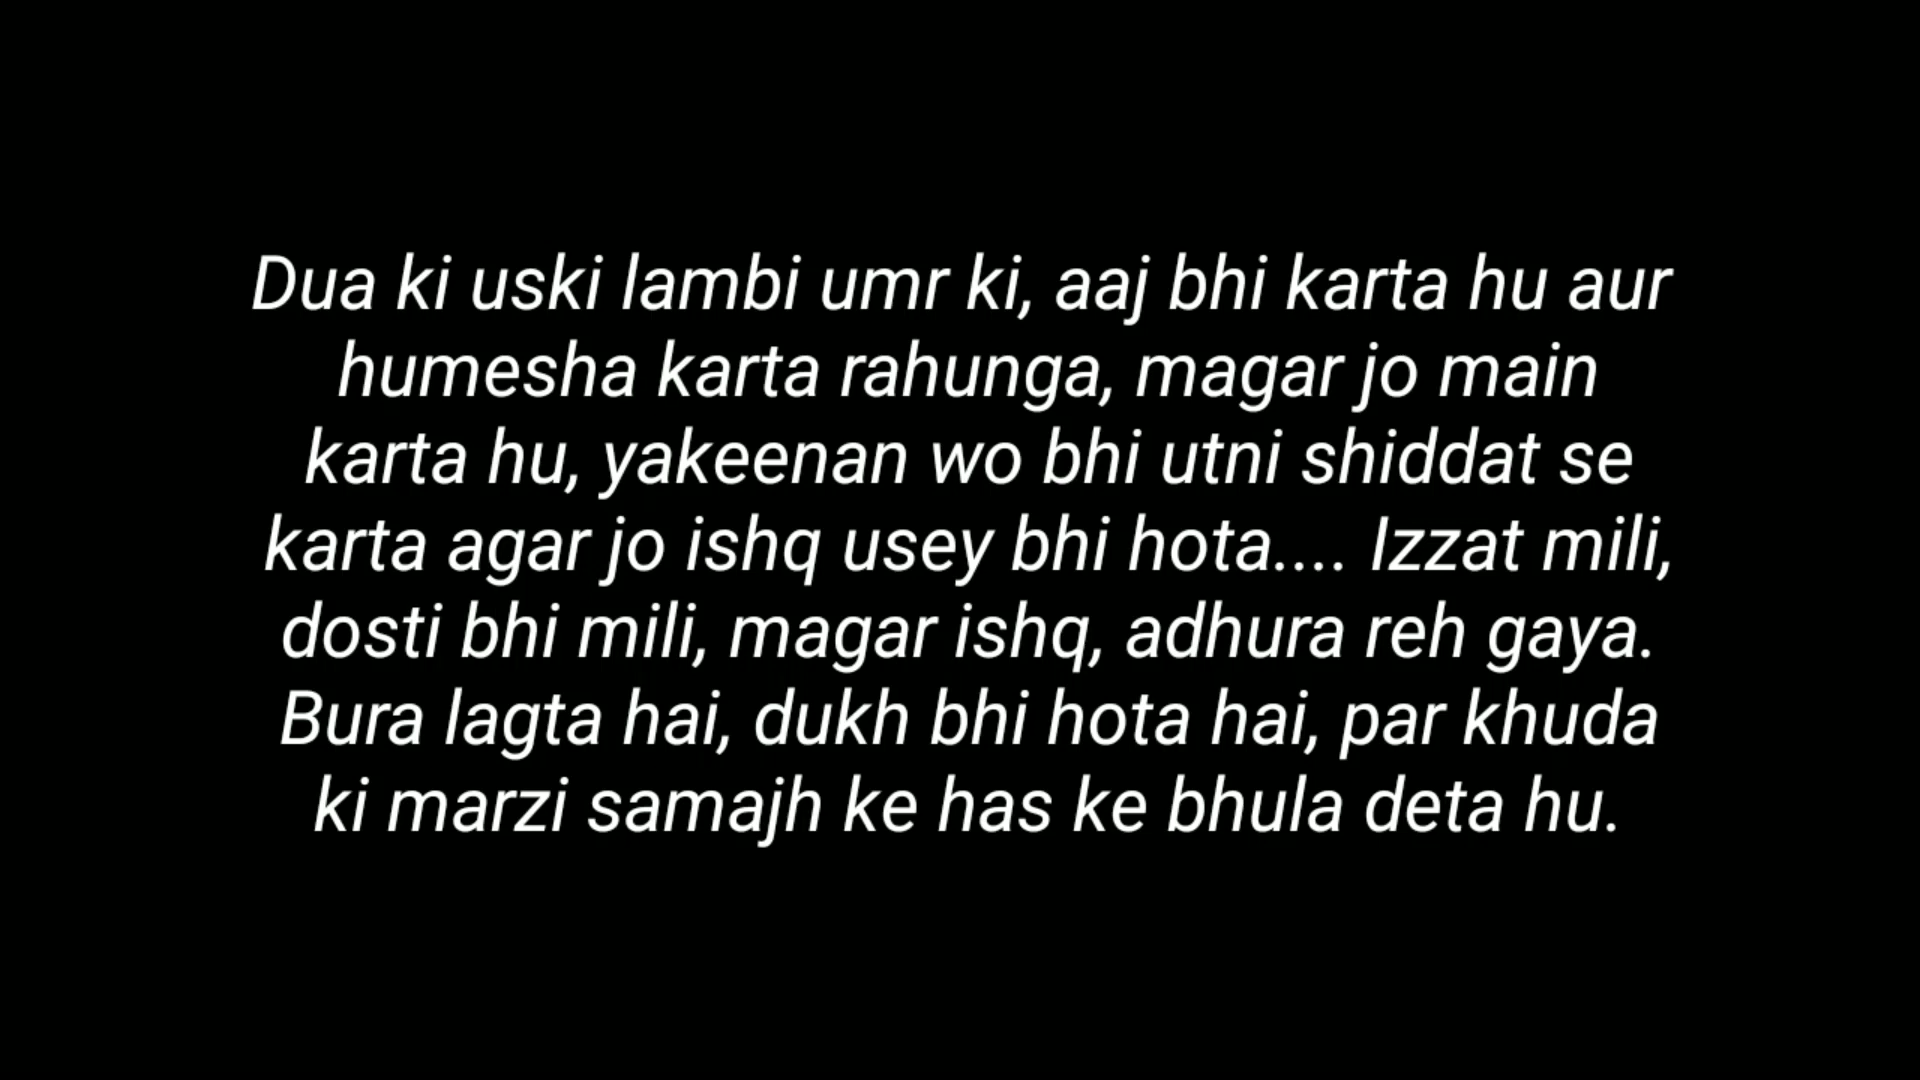 Dua ki uski lambi umr ki, aaj bhi karta hu aur
humesha karta rahunga, magar jo main
karta hu, yakeenan wo bhi utni shiddat se
karta agar jo ishq usey bhi hota.... Izzat mili,
dosti bhi mili, magar ishq, adhura reh gaya.
Bura lagta hai, dukh bhi hota hai, par khuda
ki marzi samajh ke has ke bhula deta hu.